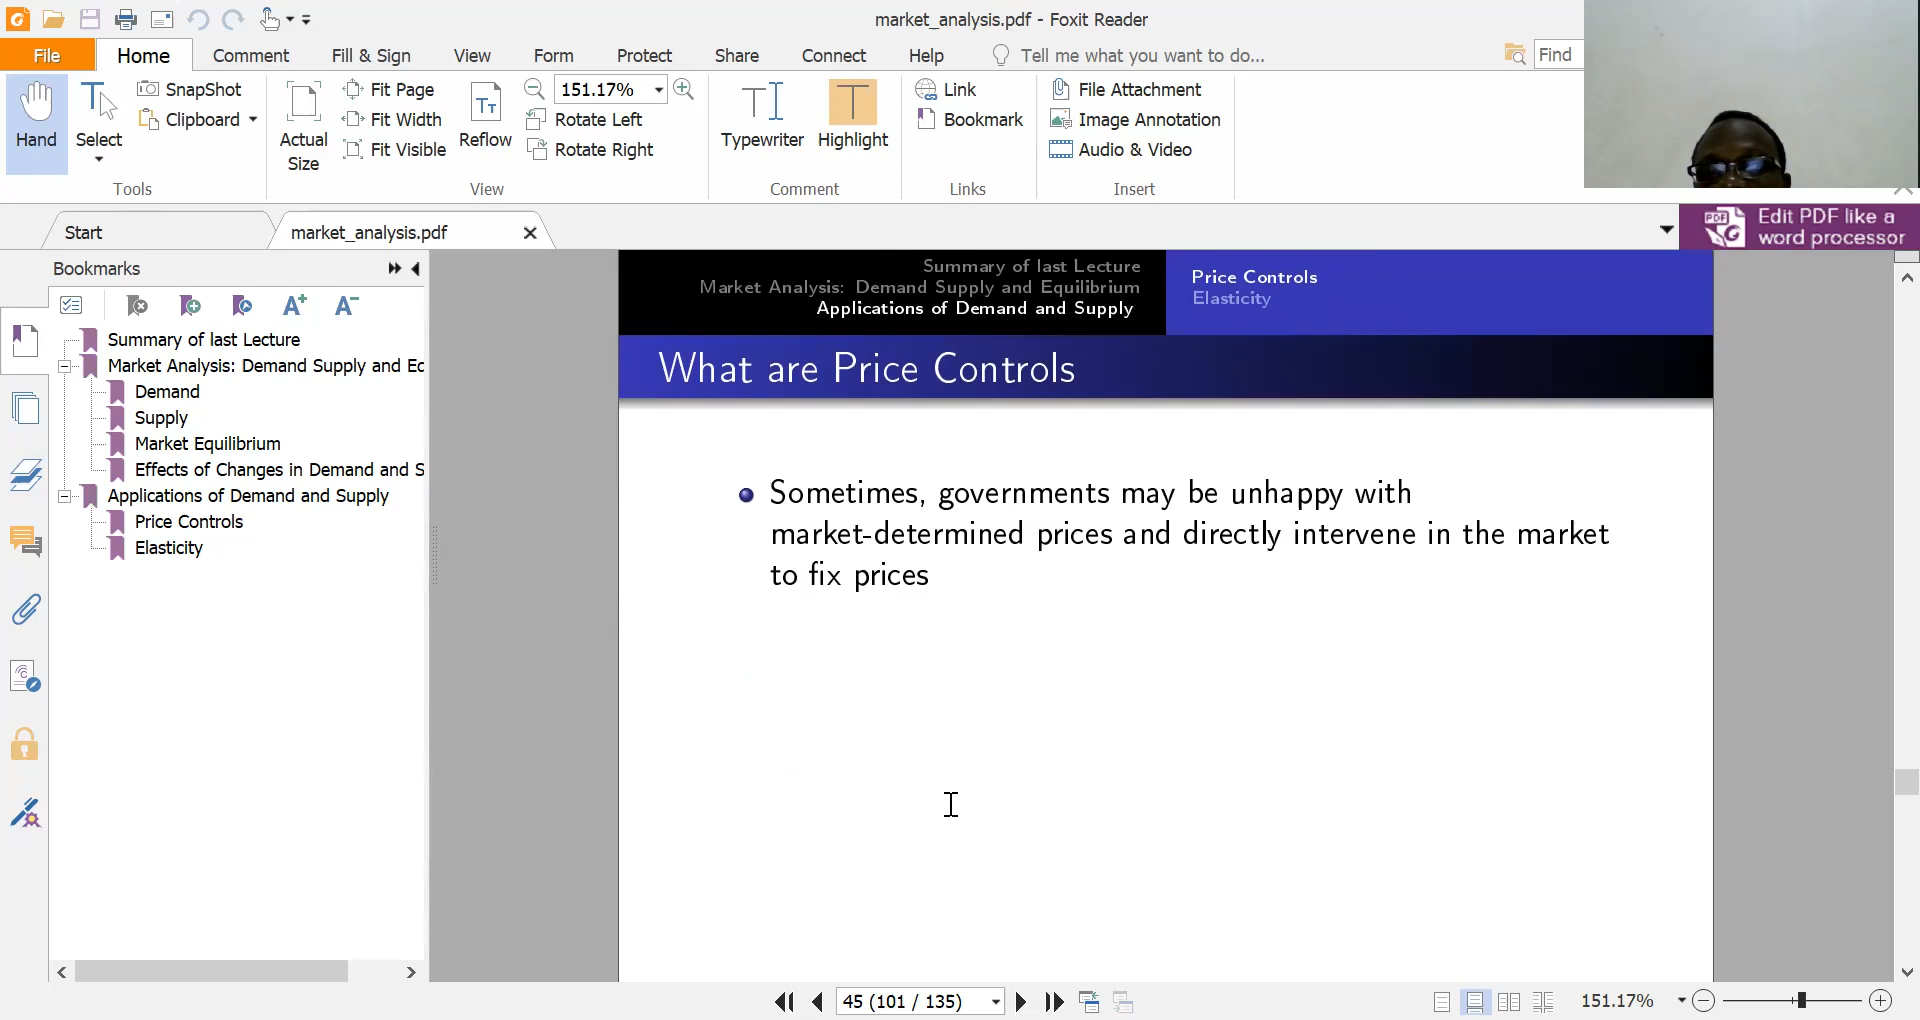 market_analysis.pdf - Foxit Reader
File Home Comment Fill & Sign View Form Protect Share Connect Help Tell me what you want to do... Find
Hand Select SnapShot Clipboard
Tools
Actual Size Fit Page Fit Width Fit Visible Reflow 151.17% Rotate Left Rotate Right
View
Typewriter Highlight
Comment
Link Bookmark
Links
File Attachment Image Annotation Audio & Video
Insert
Start market_analysis.pdf
Edit PDF like a
word processor
Bookmarks
Summary of last Lecture
Market Analysis: Demand Supply and Ec
Demand
Supply
Market Equilibrium
Effects of Changes in Demand and S
Applications of Demand and Supply
Price Controls
Elasticity
Summary of last Lecture
Market Analysis: Demand Supply and Equilibrium
Applications of Demand and Supply
Price Controls
Elasticity
What are Price Controls
Sometimes, governments may be unhappy with
market-determined prices and directly intervene in the market
to fix prices
45 (101 / 135)
151.17%